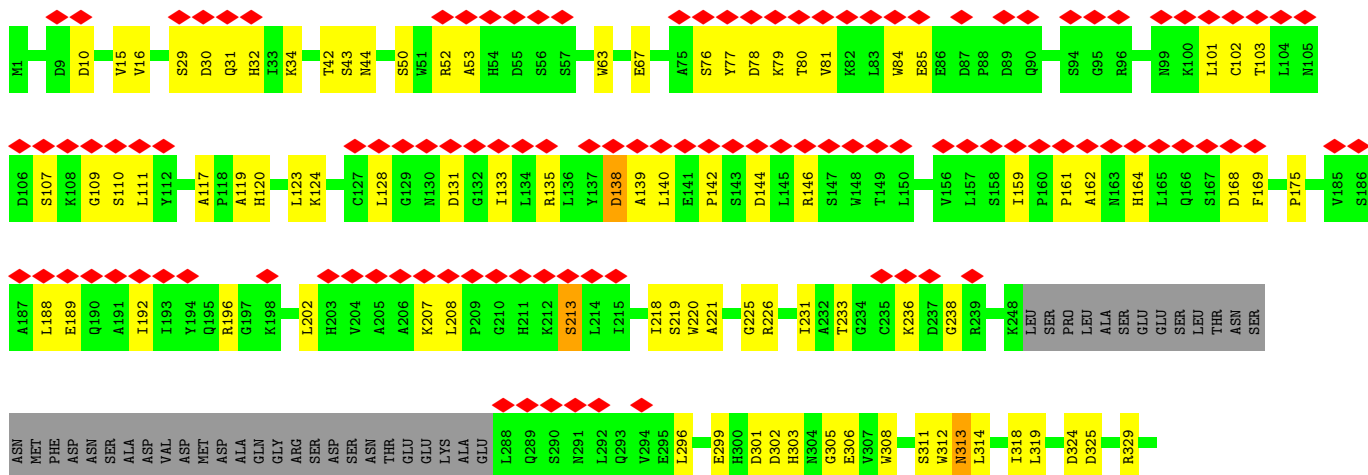 M1 D9 D10 V15 V16 S29 D30 Q31 H32 I33 K34 T42 S43 N44 S50 W51 R52 A53 H54 D55 S56 S57 W63 E67 A75 S76 Y77 D78 K79 T80 V81 K82 L83 W84 E85 E86 D87 P88 D89 Q90 S94 G95 R96 N99 K100 L101 C102 T103 L104 N105
D106 S107 K108 G109 S110 L111 Y112 A117 P118 A119 H120 L123 K124 C127 L128 G129 N130 D131 G132 I133 L134 R135 L136 Y137 D138 A139 L140 E141 P142 S143 D144 L145 R146 S147 W148 T149 L150 V156 L157 S158 I159 P160 P161 A162 N163 H164 L165 Q166 S167 D168 F169 P175 V185 S186
A187 L188 E189 Q190 A191 I192 I193 Y194 Q195 R196 G197 K198 L202 H203 V204 A205 A206 K207 L208 P209 G210 H211 K212 S213 L214 I215 I218 S219 W220 A221 G225 R226 I231 A232 T233 G234 C235 K236 D237 G238 R239 K248 LEU SER PRO LEU ALA SER GLU GLU SER LEU THR ASN SER
ASN MET PHE ASP ASN SER ALA ASP VAL ASP MET ASP ALA GLN GLY ARG SER ASP SER ASN THR GLU GLU LYS ALA GLU L288 Q289 S290 N291 L292 Q293 V294 E295 L296 E299 H300 D301 D302 H303 N304 G305 E306 V307 W308 S311 W312 N313 L314 I318 L319 D324 D325 R329